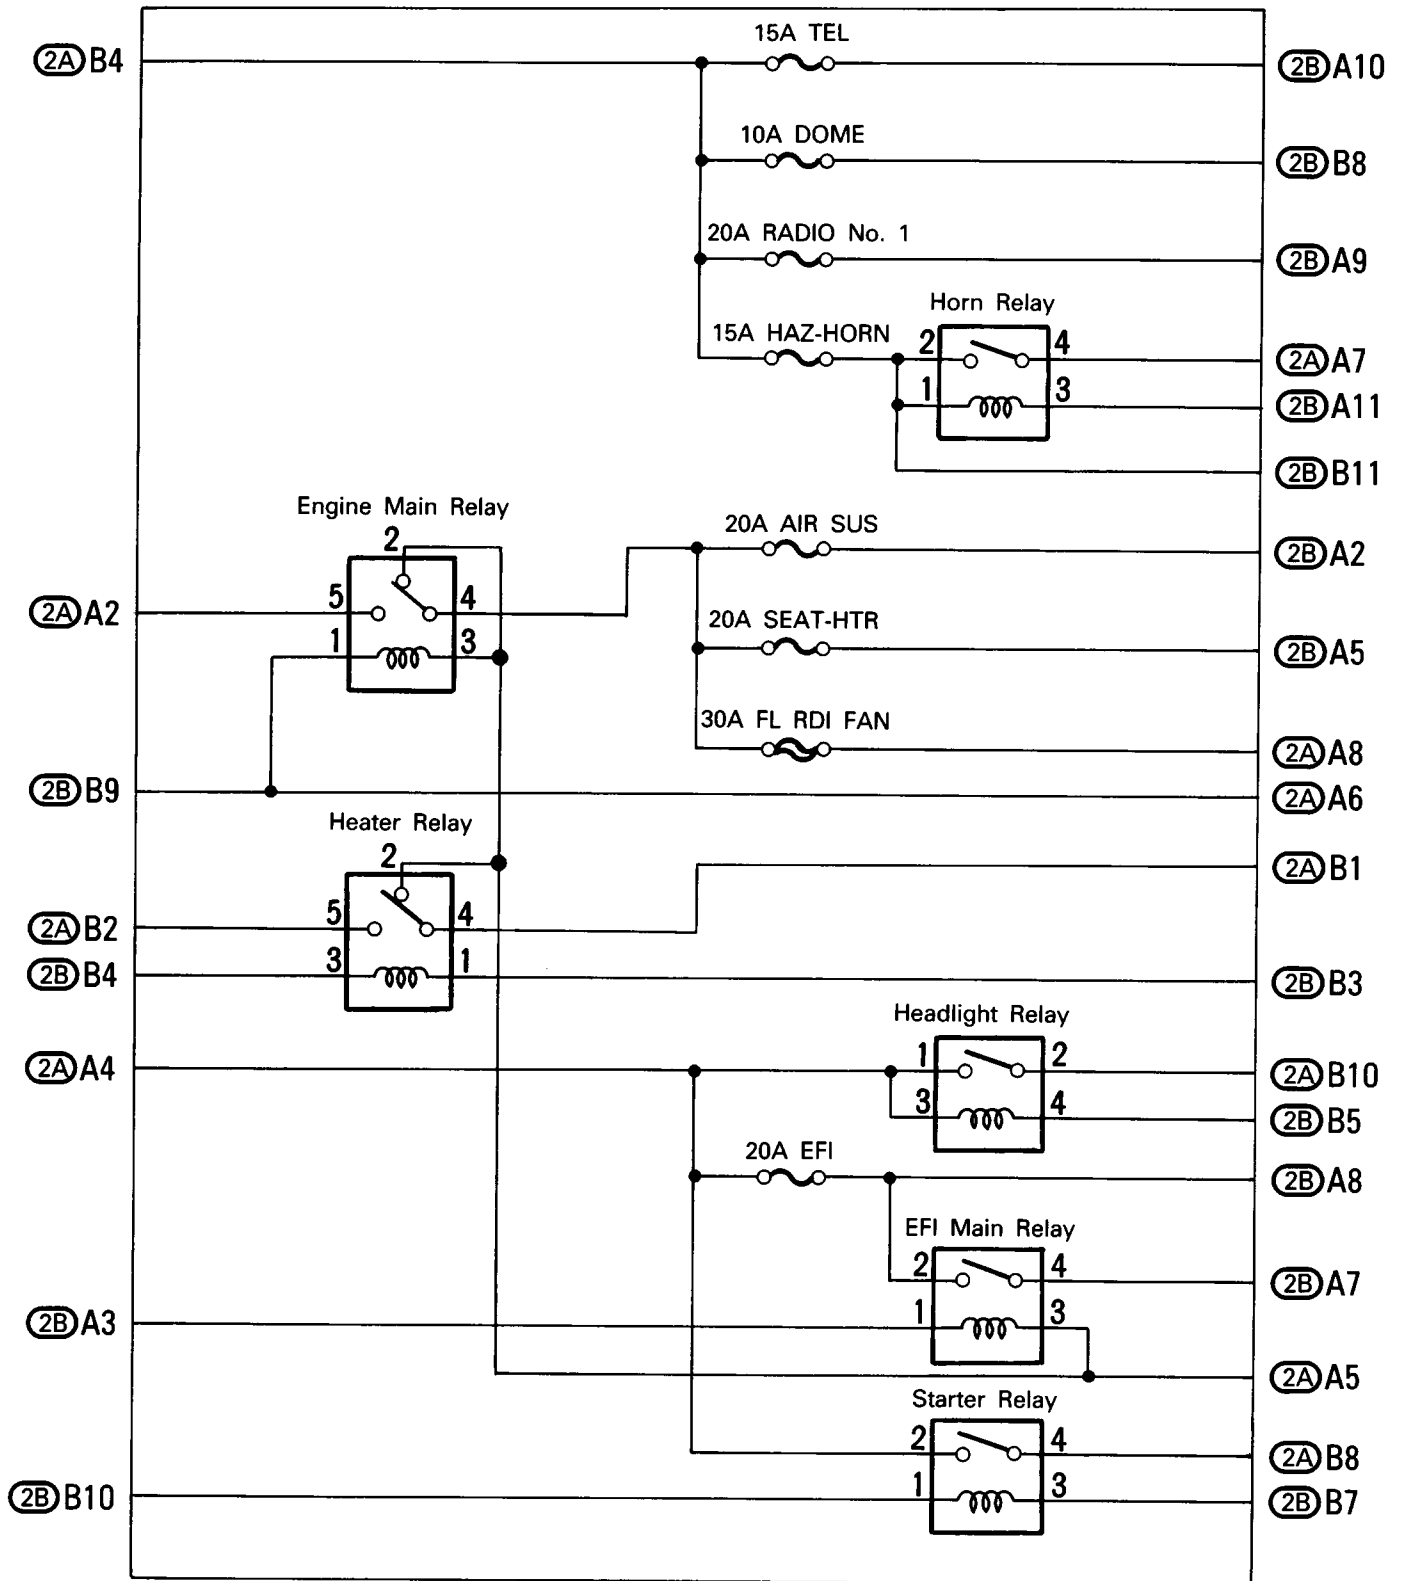 15A TEL
2A B4
2B A10
10A DOME
2B B8
20A RADIO No. 1
2B A9
Horn Relay
15A HAZ-HORN
2 4
2A A7
1 3
2B A11
2B B11
Engine Main Relay
20A AIR SUS
2
2B A2
5 4
2A A2
20A SEAT-HTR
1 3
2B A5
30A FL RDI FAN
2A A8
2B B9
2A A6
Heater Relay
2
2A B1
5 4
2A B2
3 1
2B B4
2B B3
Headlight Relay
1 2
2A A4
2A B10
3 4
2B B5
20A EFI
2B A8
EFI Main Relay
2 4
2B A7
2B A3
1 3
2A A5
Starter Relay
2 4
2A B8
2B B10
1 3
2B B7